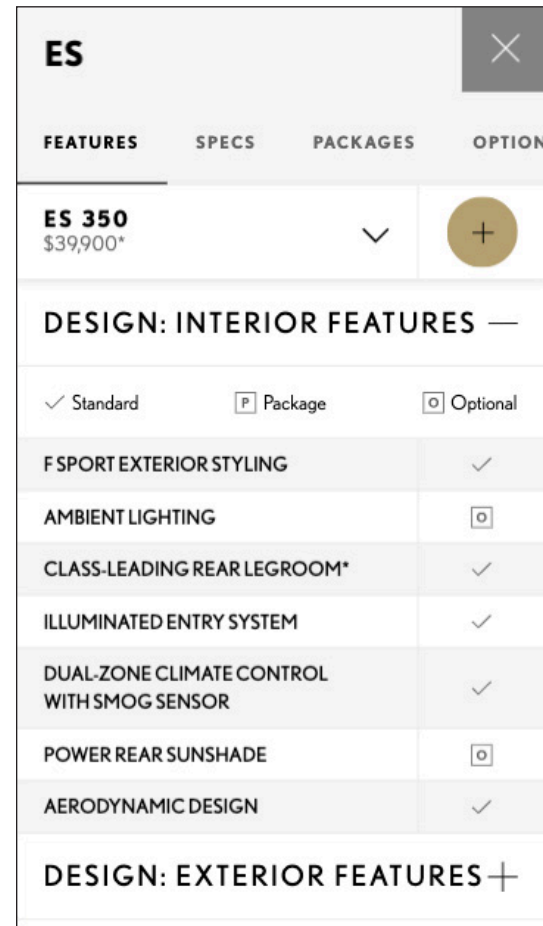 ES
FEATURES SPECS PACKAGES OPTION
ES 350
$39,900*
DESIGN: INTERIOR FEATURES
Standard P Package O Optional
F SPORT EXTERIOR STYLING
AMBIENT LIGHTING O
CLASS-LEADING REAR LEGROOM*
ILLUMINATED ENTRY SYSTEM
DUAL-ZONE CLIMATE CONTROL
WITH SMOG SENSOR
POWER REAR SUNSHADE O
AERODYNAMIC DESIGN
DESIGN: EXTERIOR FEATURES